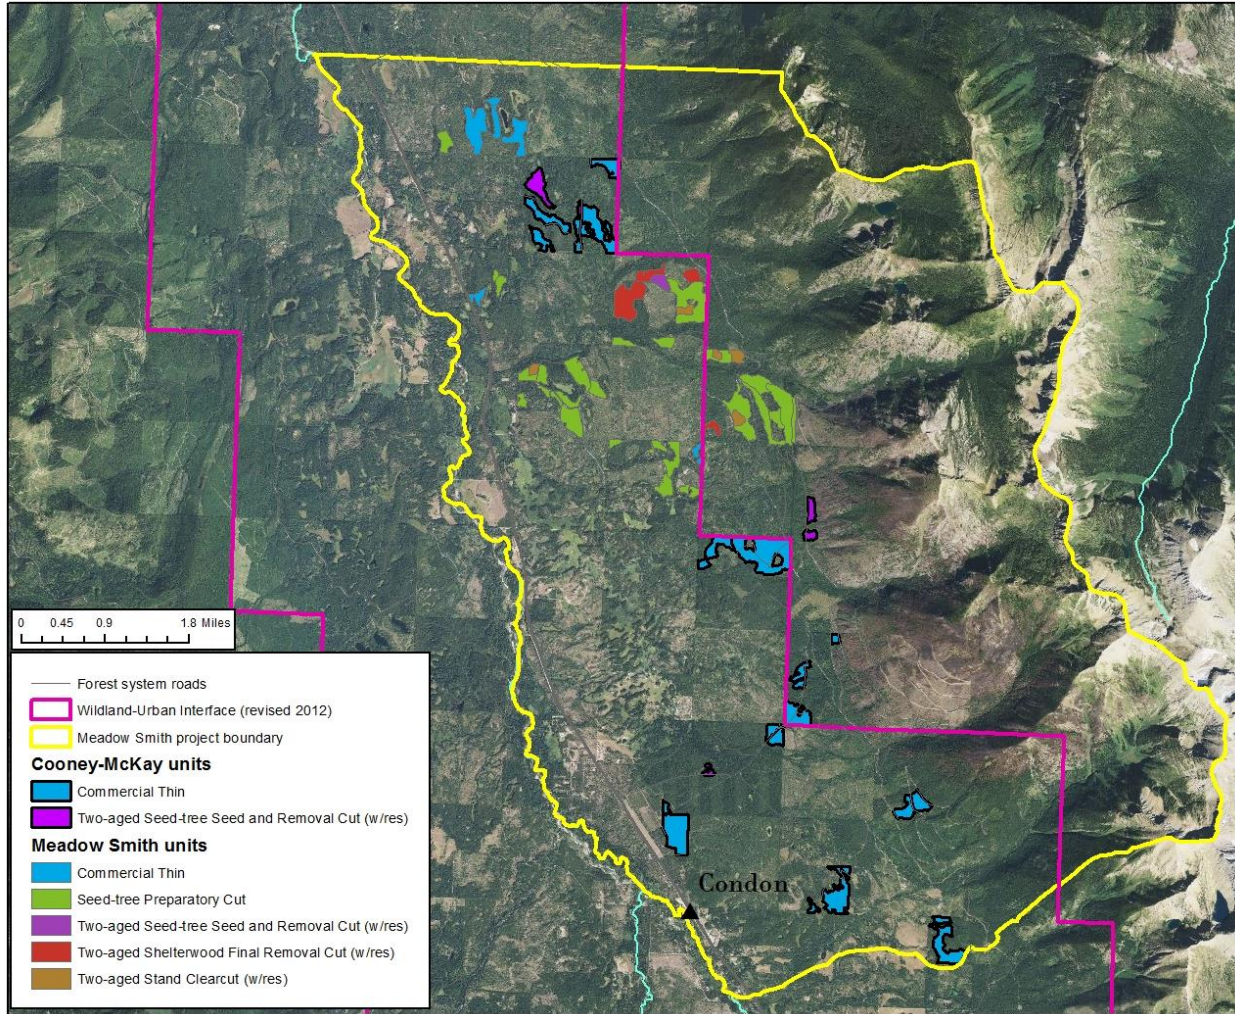 Condon
0 0.45 0.9 1.8 Miles
Forest system roads
Wildland-Urban Interface (revised 2012)
Meadow Smith project boundary
Cooney-McKay units
Commercial Thin
Two-aged Seed-tree Seed and Removal Cut (w/res)
Meadow Smith units
Commercial Thin
Seed-tree Preparatory Cut
Two-aged Seed-tree Seed and Removal Cut (w/res)
Two-aged Shelterwood Final Removal Cut (w/res)
Two-aged Stand Clearcut (w/res)